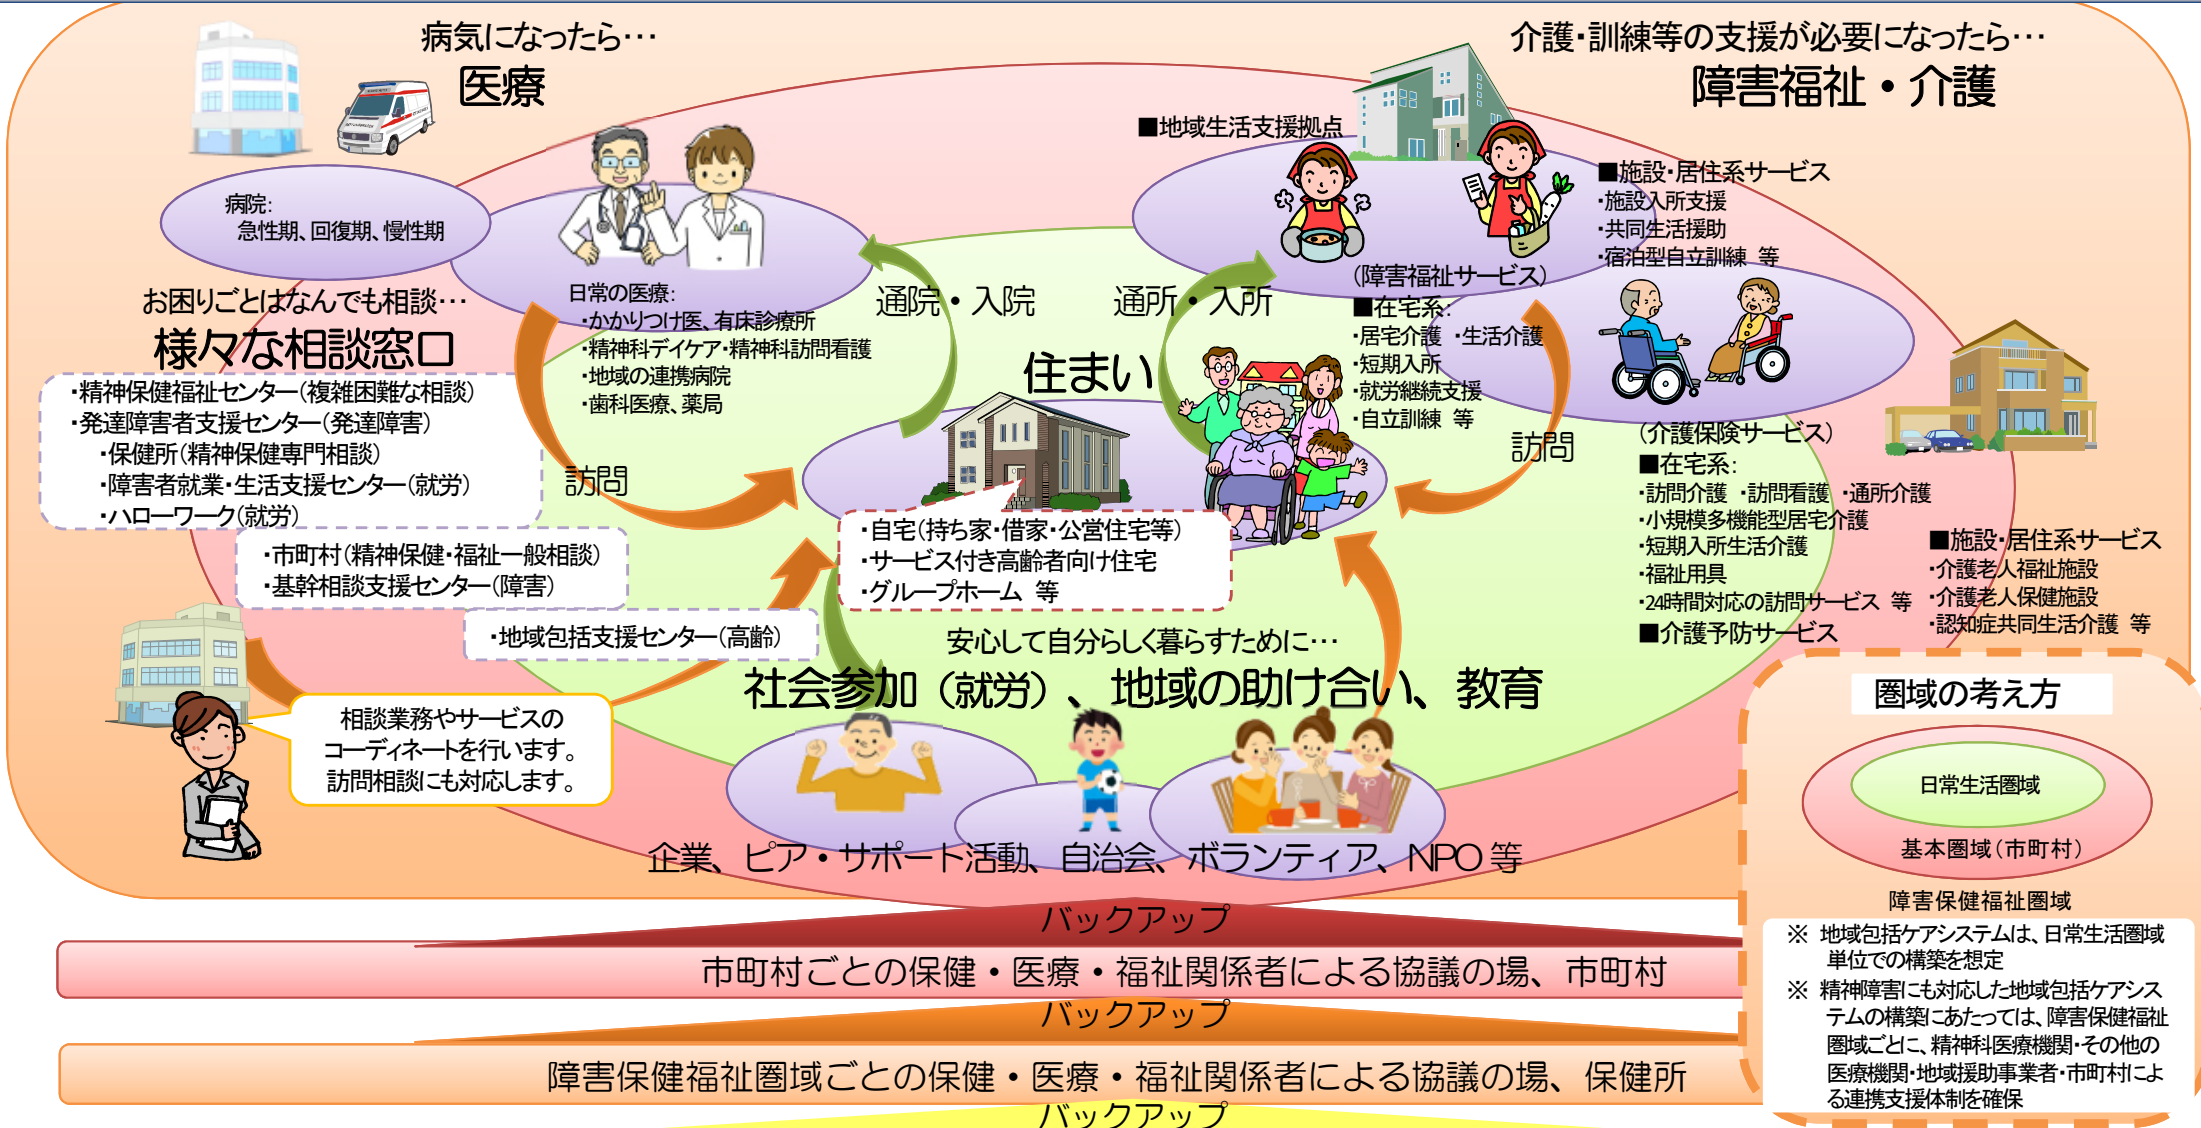 病気になったら…
医療
病院：
急性期、回復期、慢性期
日常の医療：
・かかりつけ医、有床診療所
・精神科デイケア・精神科訪問看護
・地域の連携病院
・歯科医療、薬局
通院・入院
訪問
介護・訓練等の支援が必要になったら…
障害福祉・介護
■地域生活支援拠点
■施設・居住系サービス
・施設入所支援
・共同生活援助
・宿泊型自立訓練 等
（障害福祉サービス）
■在宅系：
・居宅介護 ・生活介護
・短期入所
・就労継続支援
・自立訓練 等
通所・入所
訪問
（介護保険サービス）
■在宅系：
・訪問介護 ・訪問看護 ・通所介護
・小規模多機能型居宅介護
・短期入所生活介護
・福祉用具
・24時間対応の訪問サービス 等
■介護予防サービス
■施設・居住系サービス
・介護老人福祉施設
・介護老人保健施設
・認知症共同生活介護 等
お困りごとはなんでも相談…
様々な相談窓口
・精神保健福祉センター（複雑困難な相談）
・発達障害者支援センター（発達障害）
・保健所（精神保健専門相談）
・障害者就業・生活支援センター（就労）
・ハローワーク（就労）
・市町村（精神保健・福祉一般相談）
・基幹相談支援センター（障害）
・地域包括支援センター（高齢）
相談業務やサービスの
コーディネートを行います。
訪問相談にも対応します。
住まい
・自宅（持ち家・借家・公営住宅等）
・サービス付き高齢者向け住宅
・グループホーム 等
安心して自分らしく暮らすために…
社会参加（就労）、地域の助け合い、教育
企業、ピア・サポート活動、自治会、ボランティア、NPO 等
圏域の考え方
日常生活圏域
基本圏域（市町村）
障害保健福祉圏域
※ 地域包括ケアシステムは、日常生活圏域
単位での構築を想定
※ 精神障害にも対応した地域包括ケアシス
テムの構築にあたっては、障害保健福祉
圏域ごとに、精神科医療機関・その他の
医療機関・地域援助事業者・市町村によ
る連携支援体制を確保
バックアップ
市町村ごとの保健・医療・福祉関係者による協議の場、市町村
バックアップ
障害保健福祉圏域ごとの保健・医療・福祉関係者による協議の場、保健所
バックアップ